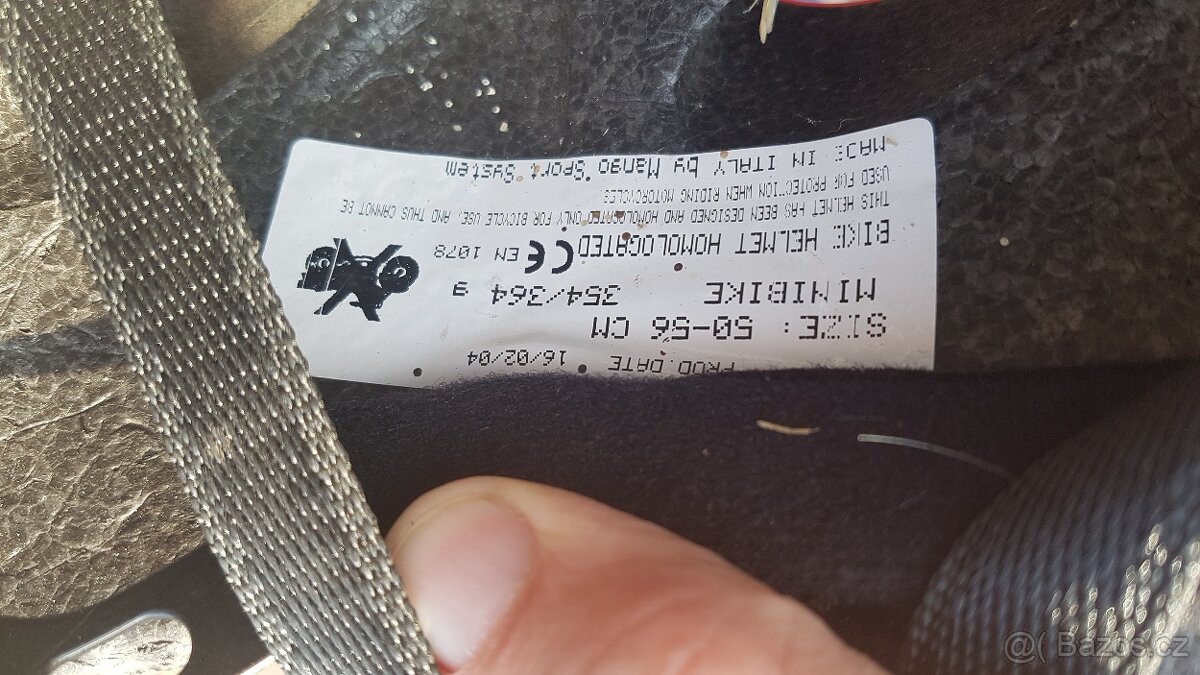 PROD.DATE 16/02/04
SIZE: 50-56 CM
MINIBIKE 354/364 g
BIKE HELMET HOMOLOGATED CE EN 1078
THIS HELMET HAS BEEN DESIGNED AND HOMOLOGATED ONLY FOR BICYCLE USE, AND THUS CANNOT BE
USED FOR PROTECTION WHEN RIDING MOTORCYCLES
MADE IN ITALY by Mango Sport System
@( Bazos.cz